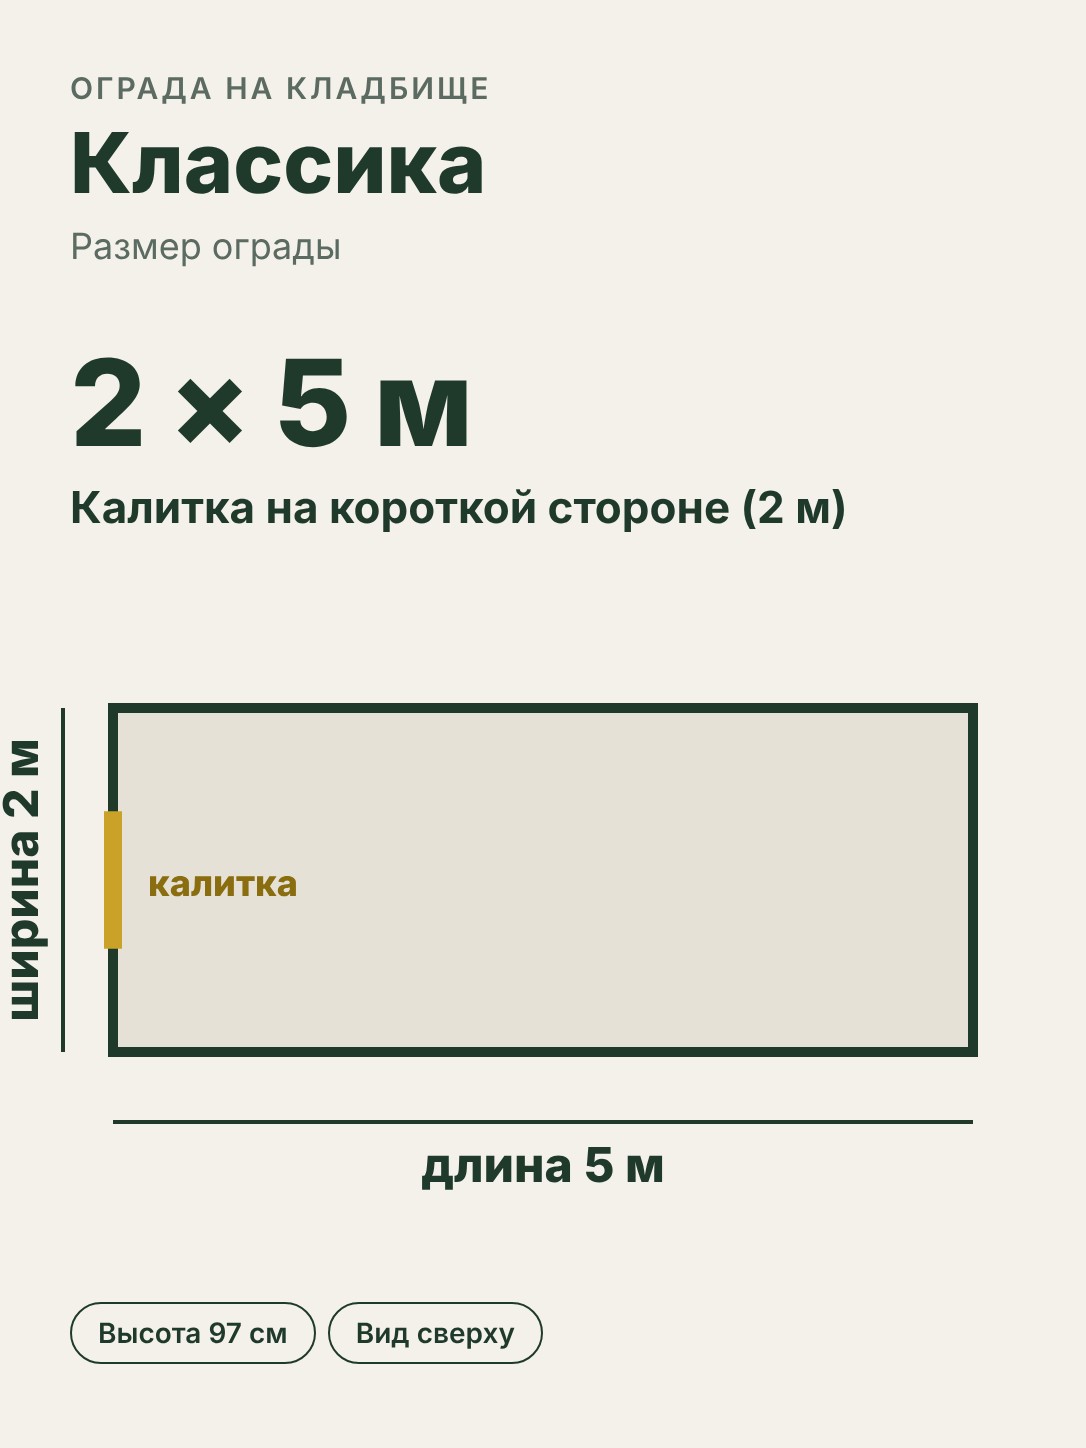 ОГРАДА НА КЛАДБИЩЕ
Классика
Размер ограды
2 × 5 м
Калитка на короткой стороне (2 м)
ширина 2 м
калитка
длина 5 м
Высота 97 см
Вид сверху